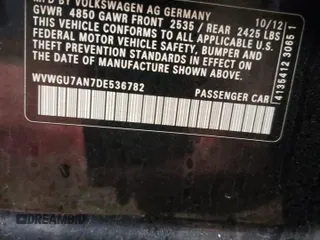 MFD BY VOLKSWAGEN AG GERMANY 10/12
GVWR 4850 GAWR FRONT 2535 / REAR 2425 LBS
THIS VEHICLE CONFORMS TO ALL APPLICABLE
FEDERAL MOTOR VEHICLE SAFETY, BUMPER AND
THEFT PREVENTION STANDARDS IN EFFECT ON
THE DATE OF MANUFACTURE SHOWN ABOVE.
WVWGU7AN7DE536782 PASSENGER CAR
4135412 3065 1
DREAMBID